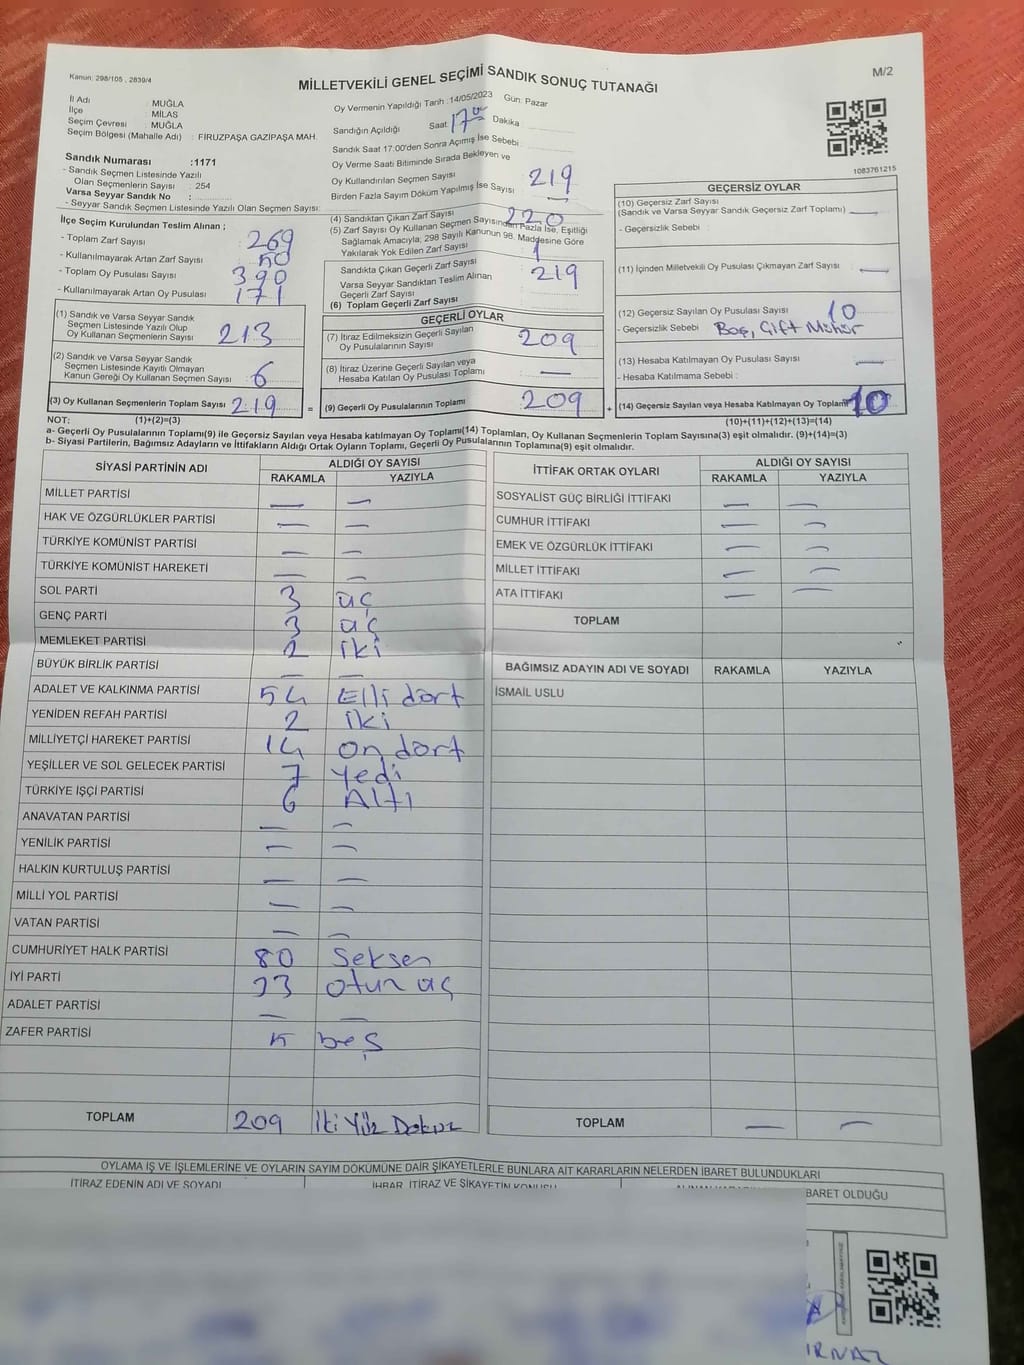 Kanun: 298/105 , 2839/4
MİLLETVEKİLİ GENEL SEÇİMİ SANDIK SONUÇ TUTANAĞI
M/2
İl Adı : MUĞLA
İlçe : MİLAS
Seçim Çevresi : MUĞLA
Seçim Bölgesi (Mahalle Adı) : FİRUZPAŞA GAZİPAŞA MAH.
Oy Vermenin Yapıldığı Tarih :14/05/2023 Gün: Pazar
Sandığın Açıldığı Saat 17 00 Dakika
Sandık Saat 17:00'den Sonra Açımış İse Sebebi:
1083761215
Sandık Numarası :1171
- Sandık Seçmen Listesinde Yazılı
Olan Seçmenlerin Sayısı : 254
Varsa Seyyar Sandık No :
- Seyyar Sandık Seçmen Listesinde Yazılı Olan Seçmen Sayısı:
Oy Verme Saati Bitiminde Sırada Bekleyen ve
Oy Kullandırılan Seçmen Sayısı
Birden Fazla Sayım Döküm Yapılmış İse Sayısı 219
İlçe Seçim Kurulundan Teslim Alınan ;
- Toplam Zarf Sayısı 269
- Kullanılmayarak Artan Zarf Sayısı 50
- Toplam Oy Pusulası Sayısı 390
- Kullanılmayarak Artan Oy Pusulası 171
(4) Sandıktan Çıkan Zarf Sayısı 220
(5) Zarf Sayısı Oy Kullanan Seçmen Sayısından Fazla İse, Eşitliği
Sağlamak Amacıyla; 298 Sayılı Kanunun 98. Maddesine Göre
Yakılarak Yok Edilen Zarf Sayısı 1
Sandıkta Çıkan Geçerli Zarf Sayısı
Varsa Seyyar Sandıktan Teslim Alınan
Geçerli Zarf Sayısı
(6) Toplam Geçerli Zarf Sayısı 219
GEÇERSİZ OYLAR
(10) Geçersiz Zarf Sayısı
(Sandık ve Varsa Seyyar Sandık Geçersiz Zarf Toplamı) —
- Geçersizlik Sebebi :
(11) İçinden Milletvekili Oy Pusulası Çıkmayan Zarf Sayısı : —
(12) Geçersiz Sayılan Oy Pusulası Sayısı : 10
- Geçersizlik Sebebi : Boş, Çift Mühür
(13) Hesaba Katılmayan Oy Pusulası Sayısı : —
- Hesaba Katılmama Sebebi :
(14) Geçersiz Sayılan veya Hesaba Katılmayan Oy Toplamı 10
(10)+(11)+(12)+(13)=(14)
(1) Sandık ve Varsa Seyyar Sandık
Seçmen Listesinde Yazılı Olup
Oy Kullanan Seçmenlerin Sayısı 213
(2) Sandık ve Varsa Seyyar Sandık
Seçmen Listesinde Kayıtlı Olmayan
Kanun Gereği Oy Kullanan Seçmen Sayısı 6
(3) Oy Kullanan Seçmenlerin Toplam Sayısı 219 =
GEÇERLİ OYLAR
(7) İtiraz Edilmeksizin Geçerli Sayılan
Oy Pusulalarının Sayısı 209
(8) İtiraz Üzerine Geçerli Sayılan veya
Hesaba Katılan Oy Pusulası Toplamı —
(9) Geçerli Oy Pusulalarının Toplamı 209 +
NOT: (1)+(2)=(3)
a- Geçerli Oy Pusulalarının Toplamı(9) ile Geçersiz Sayılan veya Hesaba katılmayan Oy Toplamı(14) Toplamları, Oy Kullanan Seçmenlerin Toplam Sayısına(3) eşit olmalıdır. (9)+(14)=(3)
b- Siyasi Partilerin, Bağımsız Adayların ve İttifakların Aldığı Ortak Oyların Toplamı, Geçerli Oy Pusulalarının Toplamına(9) eşit olmalıdır.
SİYASİ PARTİNİN ADI ALDIĞI OY SAYISI
RAKAMLA YAZIYLA
MİLLET PARTİSİ — —
HAK VE ÖZGÜRLÜKLER PARTİSİ — —
TÜRKİYE KOMÜNİST PARTİSİ — —
TÜRKİYE KOMÜNİST HAREKETİ — —
SOL PARTİ 3 üç
GENÇ PARTİ 3 üç
MEMLEKET PARTİSİ 2 iki
BÜYÜK BİRLİK PARTİSİ — —
ADALET VE KALKINMA PARTİSİ 54 Elli dört
YENİDEN REFAH PARTİSİ 2 iki
MİLLİYETÇİ HAREKET PARTİSİ 14 on dört
YEŞİLLER VE SOL GELECEK PARTİSİ 7 Yedi
TÜRKİYE İŞÇİ PARTİSİ 6 Altı
ANAVATAN PARTİSİ — —
YENİLİK PARTİSİ — —
HALKIN KURTULUŞ PARTİSİ — —
MİLLİ YOL PARTİSİ — —
VATAN PARTİSİ — —
CUMHURİYET HALK PARTİSİ 80 Seksen
İYİ PARTİ 33 otuz üç
ADALET PARTİSİ — —
ZAFER PARTİSİ 5 beş
TOPLAM 209 İki Yüz Dokuz
İTTİFAK ORTAK OYLARI ALDIĞI OY SAYISI
RAKAMLA YAZIYLA
SOSYALİST GÜÇ BİRLİĞİ İTTİFAKI — —
CUMHUR İTTİFAKI — —
EMEK VE ÖZGÜRLÜK İTTİFAKI — —
MİLLET İTTİFAKI — —
ATA İTTİFAKI — —
TOPLAM
BAĞIMSIZ ADAYIN ADI VE SOYADI RAKAMLA YAZIYLA
İSMAİL USLU
TOPLAM — —
OYLAMA İŞ VE İŞLEMLERİNE VE OYLARIN SAYIM DÖKÜMÜNE DAİR ŞİKAYETLERLE BUNLARA AİT KARARLARIN NELERDEN İBARET BULUNDUKLARI
İTİRAZ EDENİN ADI VE SOYADI İHBAR, İTİRAZ VE ŞİKAYETİN KONUSU
İBARET OLDUĞU